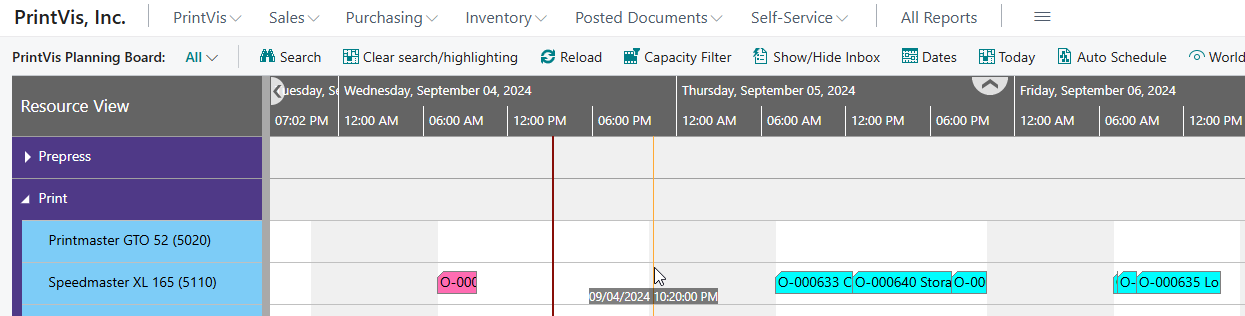 PrintVis, Inc. PrintVis Sales Purchasing Inventory Posted Documents Self-Service All Reports
PrintVis Planning Board: All Search Clear search/highlighting Reload Capacity Filter Show/Hide Inbox Dates Today Auto Schedule World
Resource View
uesday, Se Wednesday, September 04, 2024 Thursday, September 05, 2024 Friday, September 06, 2024
07:02 PM 12:00 AM 06:00 AM 12:00 PM 06:00 PM 12:00 AM 06:00 AM 12:00 PM 06:00 PM 12:00 AM 06:00 AM 12:00 PM
Prepress
Print
Printmaster GTO 52 (5020)
Speedmaster XL 165 (5110) O-000 O-000633 C O-000640 Stora O-00 O- O-000635 Lo
09/04/2024 10:20:00 PM